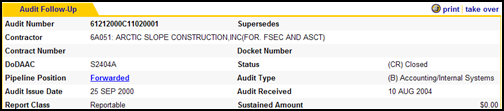 Audit Follow-Up print | take over
Audit Number 61212000C11020001 Supersedes
Contractor 6A051: ARCTIC SLOPE CONSTRUCTION,INC(FOR. FSEC AND ASCT)
Contract Number Docket Number
DoDAAC S2404A Status (CR) Closed
Pipeline Position Forwarded Audit Type (B) Accounting/Internal Systems
Audit Issue Date 25 SEP 2000 Audit Received 10 AUG 2004
Report Class Reportable Sustained Amount $0.00